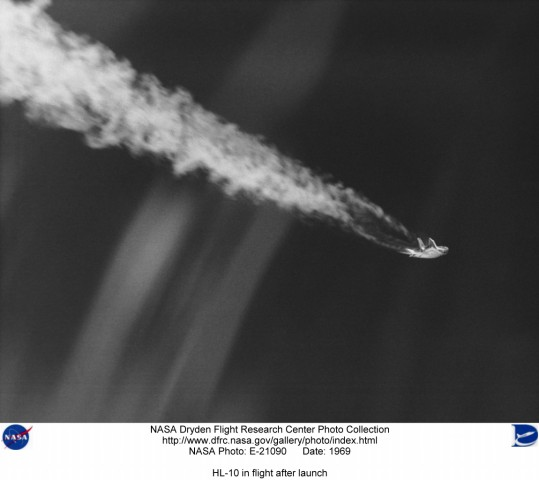 NASA Dryden Flight Research Center Photo Collection
http://www.dfrc.nasa.gov/gallery/photo/index.html
NASA Photo: E-21090 Date: 1969
HL-10 in flight after launch
NASA